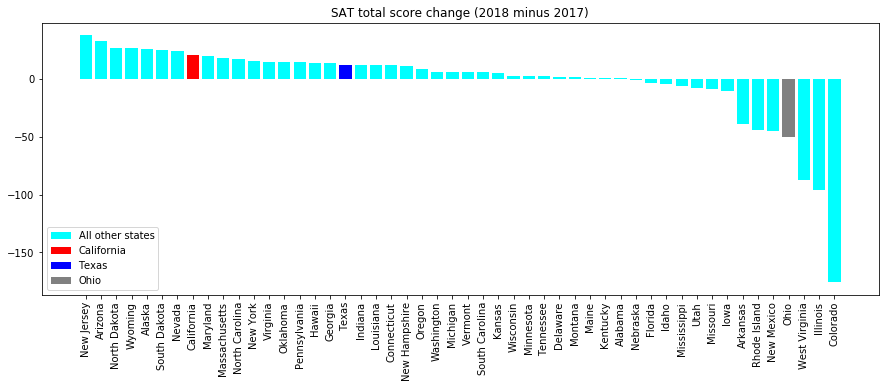 SAT total score change (2018 minus 2017)
0
−50
−100
−150
All other states
California
Texas
Ohio
New Jersey
Arizona
North Dakota
Wyoming
Alaska
South Dakota
Nevada
California
Maryland
Massachusetts
North Carolina
New York
Virginia
Oklahoma
Pennsylvania
Hawaii
Georgia
Texas
Indiana
Louisiana
Connecticut
New Hampshire
Oregon
Washington
Michigan
Vermont
South Carolina
Kansas
Wisconsin
Minnesota
Tennessee
Delaware
Montana
Maine
Kentucky
Alabama
Nebraska
Florida
Idaho
Mississippi
Utah
Missouri
Iowa
Arkansas
Rhode Island
New Mexico
Ohio
West Virginia
Illinois
Colorado